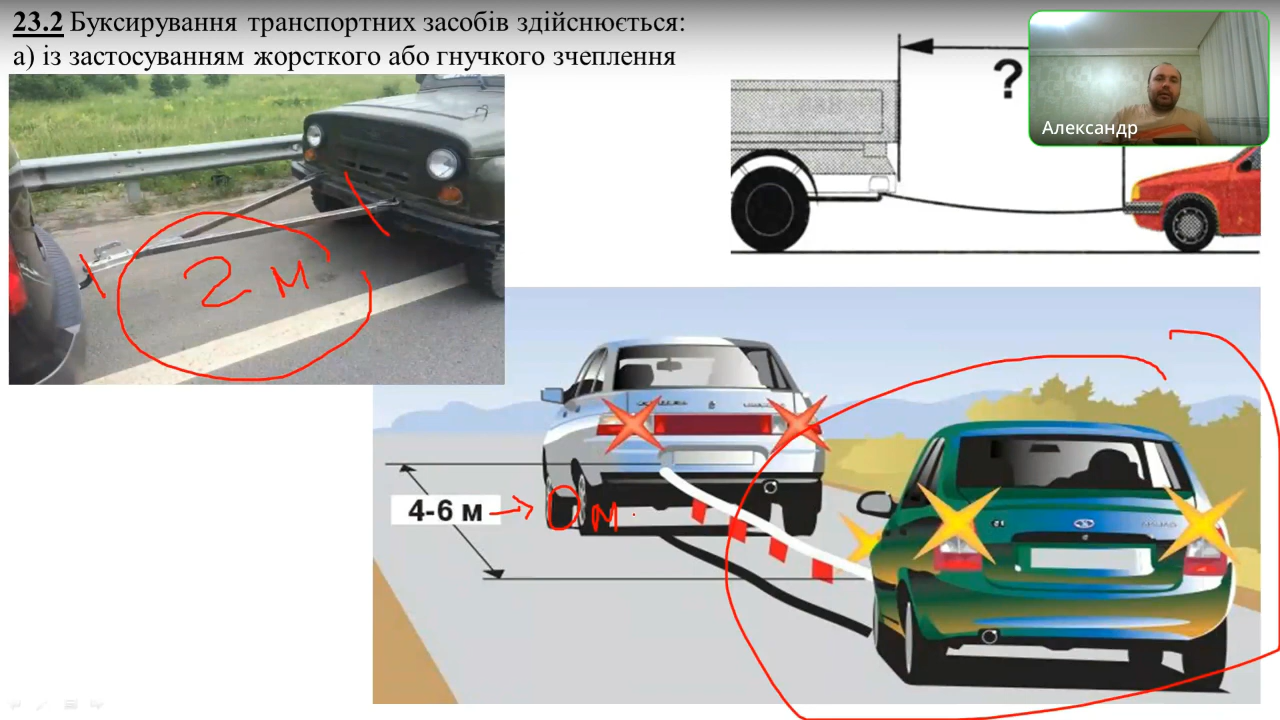 23.2 Буксирування транспортних засобів здійснюється:
а) із застосуванням жорсткого або гнучкого зчеплення
?
Александр
2 м
4-6 м
0 м